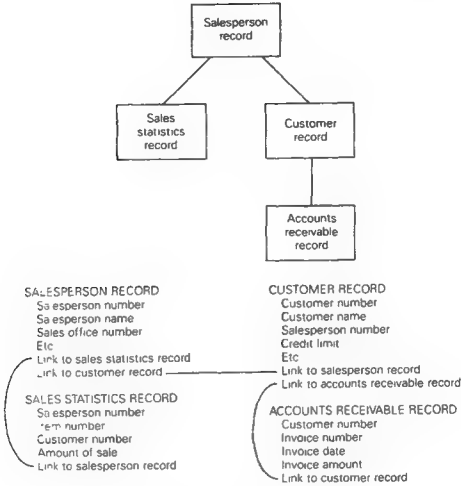 Salesperson
record
Sales
statistics
record
Customer
record
Accounts
receivable
record
SALESPERSON RECORD
Salesperson number
Salesperson name
Sales office number
Etc
Link to sales statistics record
Link to customer record
SALES STATISTICS RECORD
Salesperson number
Item number
Customer number
Amount of sale
Link to salesperson record
CUSTOMER RECORD
Customer number
Customer name
Salesperson number
Credit limit
Etc
Link to salesperson record
Link to accounts receivable record
ACCOUNTS RECEIVABLE RECORD
Customer number
Invoice number
Invoice date
Invoice amount
Link to customer record